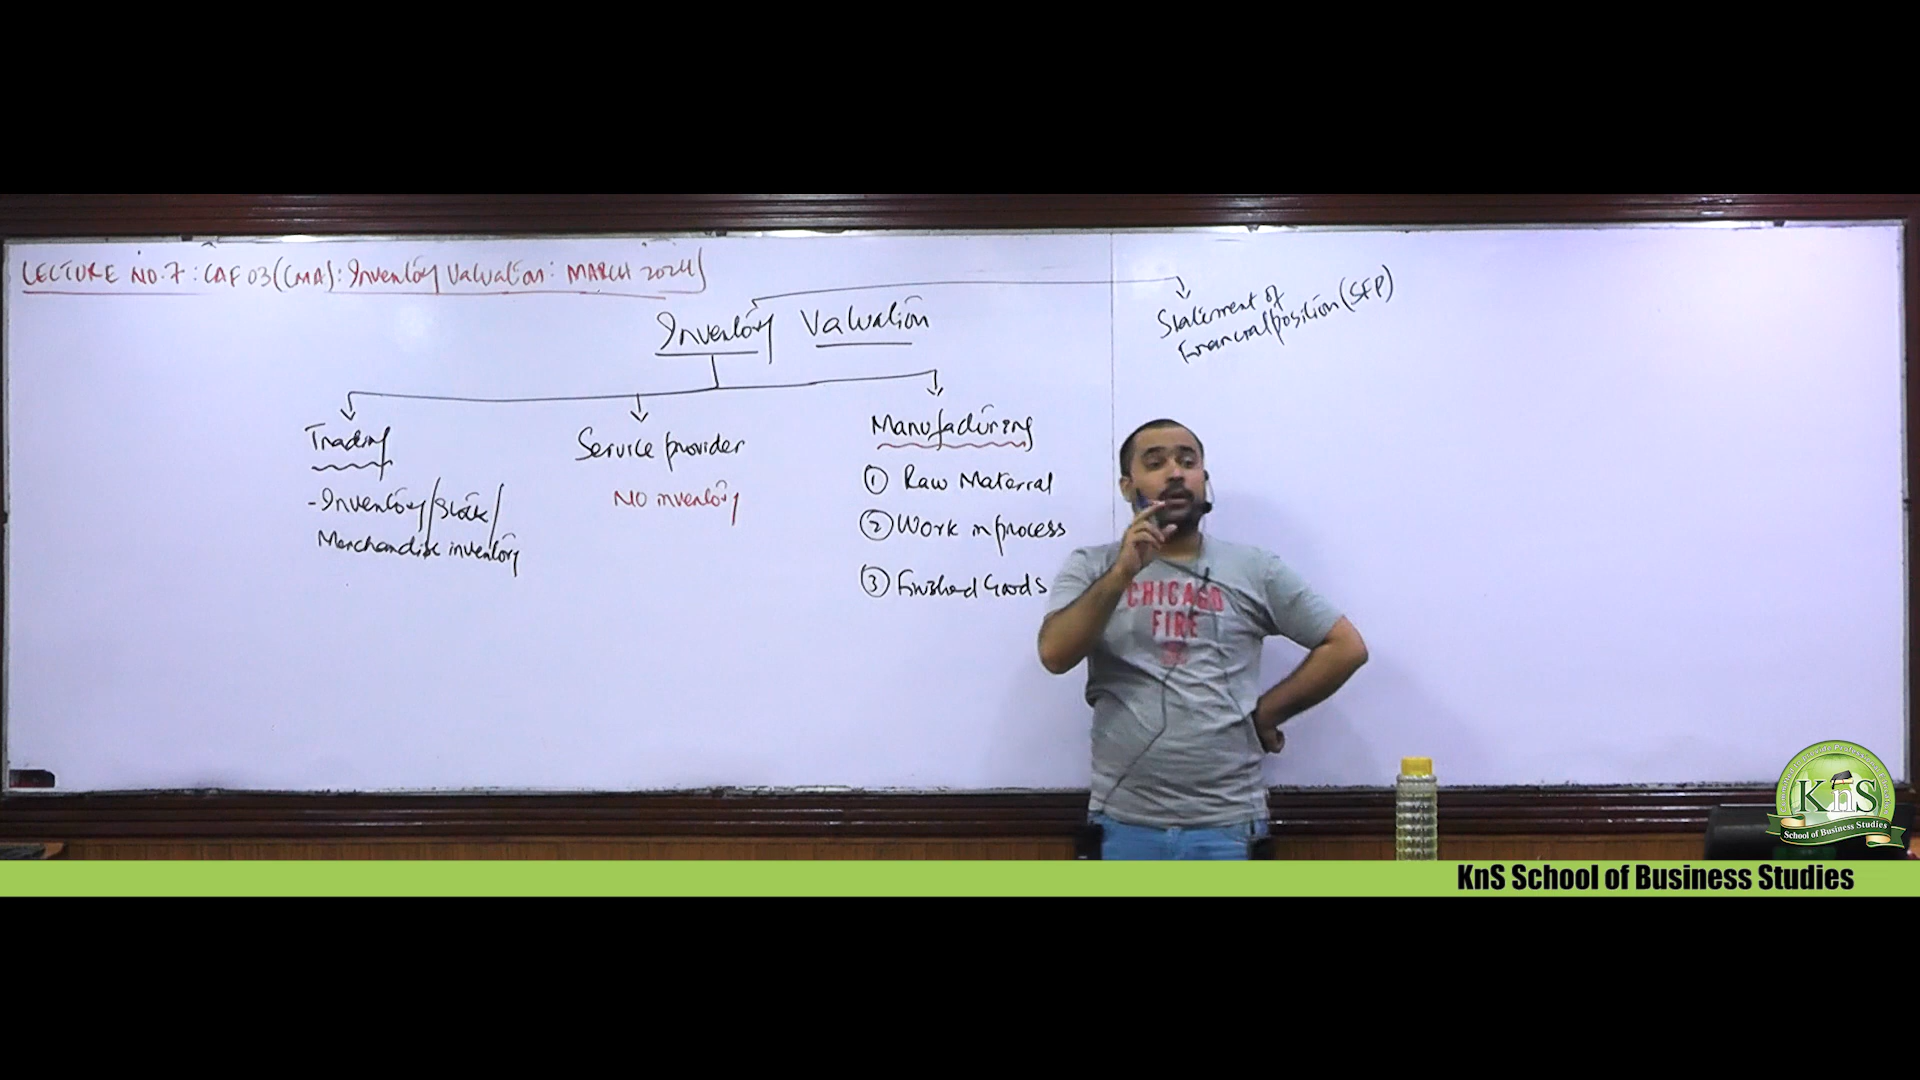 LECTURE NO.7: CAF 03 (CMA): Inventory Valuation: MARCH 2024)
Inventory Valuation
Statement of
Financial position (SFP)
Trading
- Inventory/Stock/
Merchandise inventory
Service provider
NO inventory
Manufacturing
① Raw Material
② Work in process
③ Finished Goods
CHICAGO
FIRE
KnS
School of Business Studies
KnS School of Business Studies